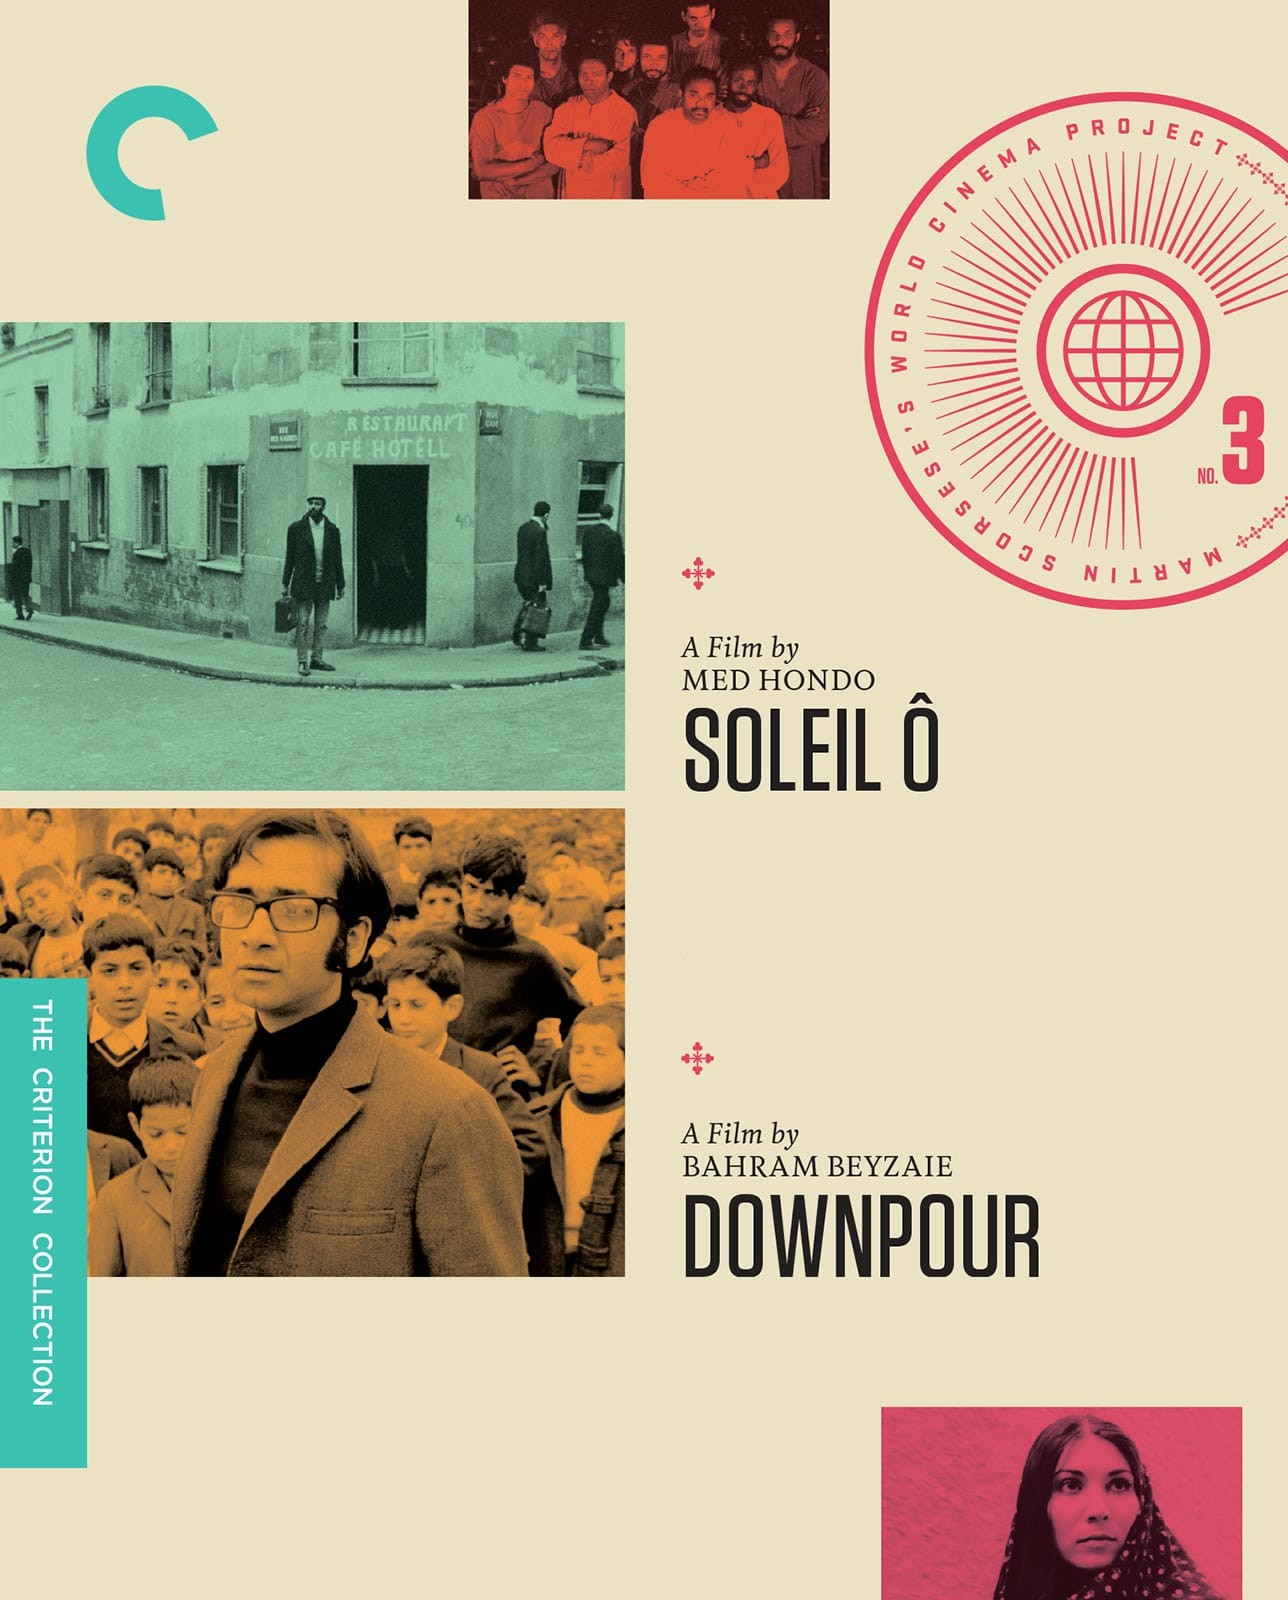 MARTIN SCORSESE'S WORLD CINEMA PROJECT
NO. 3
RESTAURANT
CAFÉ HOTELL
A Film by
MED HONDO
SOLEIL Ô
A Film by
BAHRAM BEYZAIE
DOWNPOUR
THE CRITERION COLLECTION